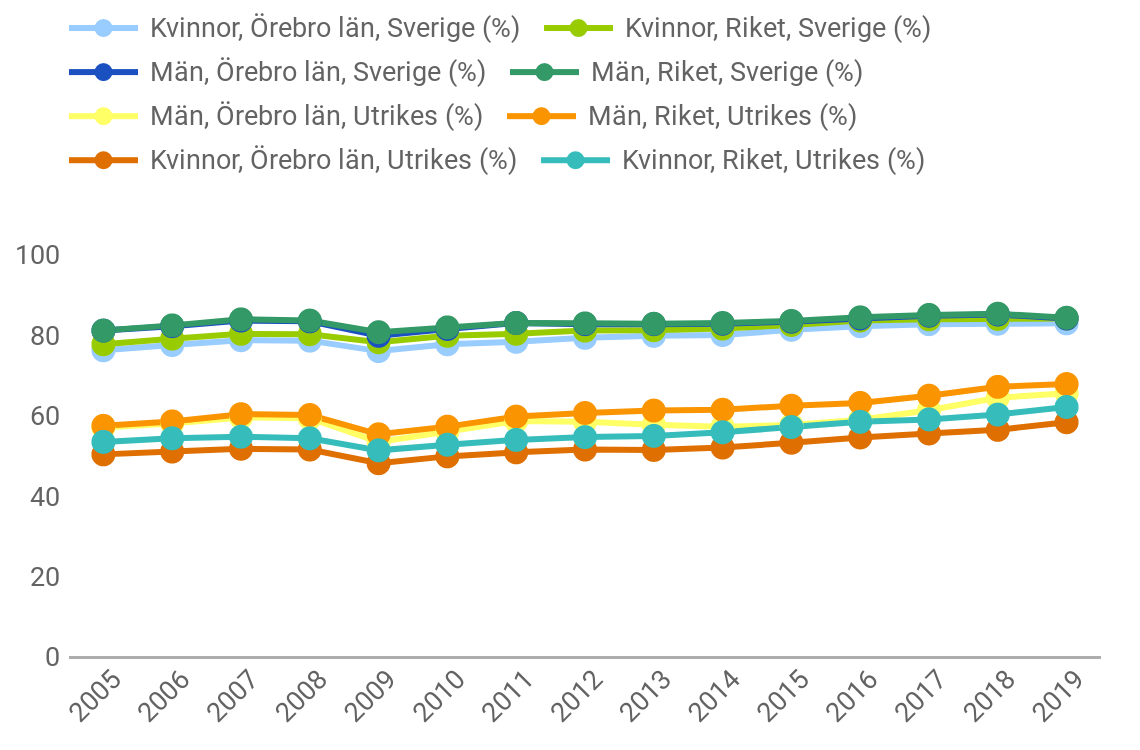 Kvinnor, Örebro län, Sverige (%) Kvinnor, Riket, Sverige (%)
Män, Örebro län, Sverige (%) Män, Riket, Sverige (%)
Män, Örebro län, Utrikes (%) Män, Riket, Utrikes (%)
Kvinnor, Örebro län, Utrikes (%) Kvinnor, Riket, Utrikes (%)
100
80
60
40
20
0
2005 2006 2007 2008 2009 2010 2011 2012 2013 2014 2015 2016 2017 2018 2019